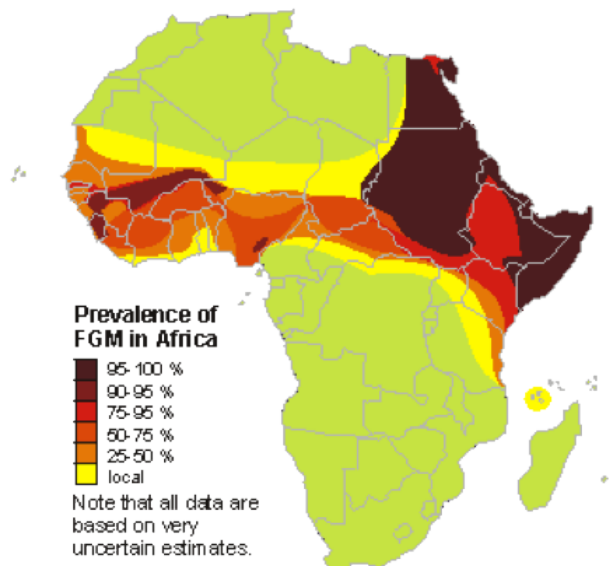 Prevalence of
FGM in Africa
95-100 %
90-95 %
75-95 %
50-75 %
25-50 %
local
Note that all data are
based on very
uncertain estimates.